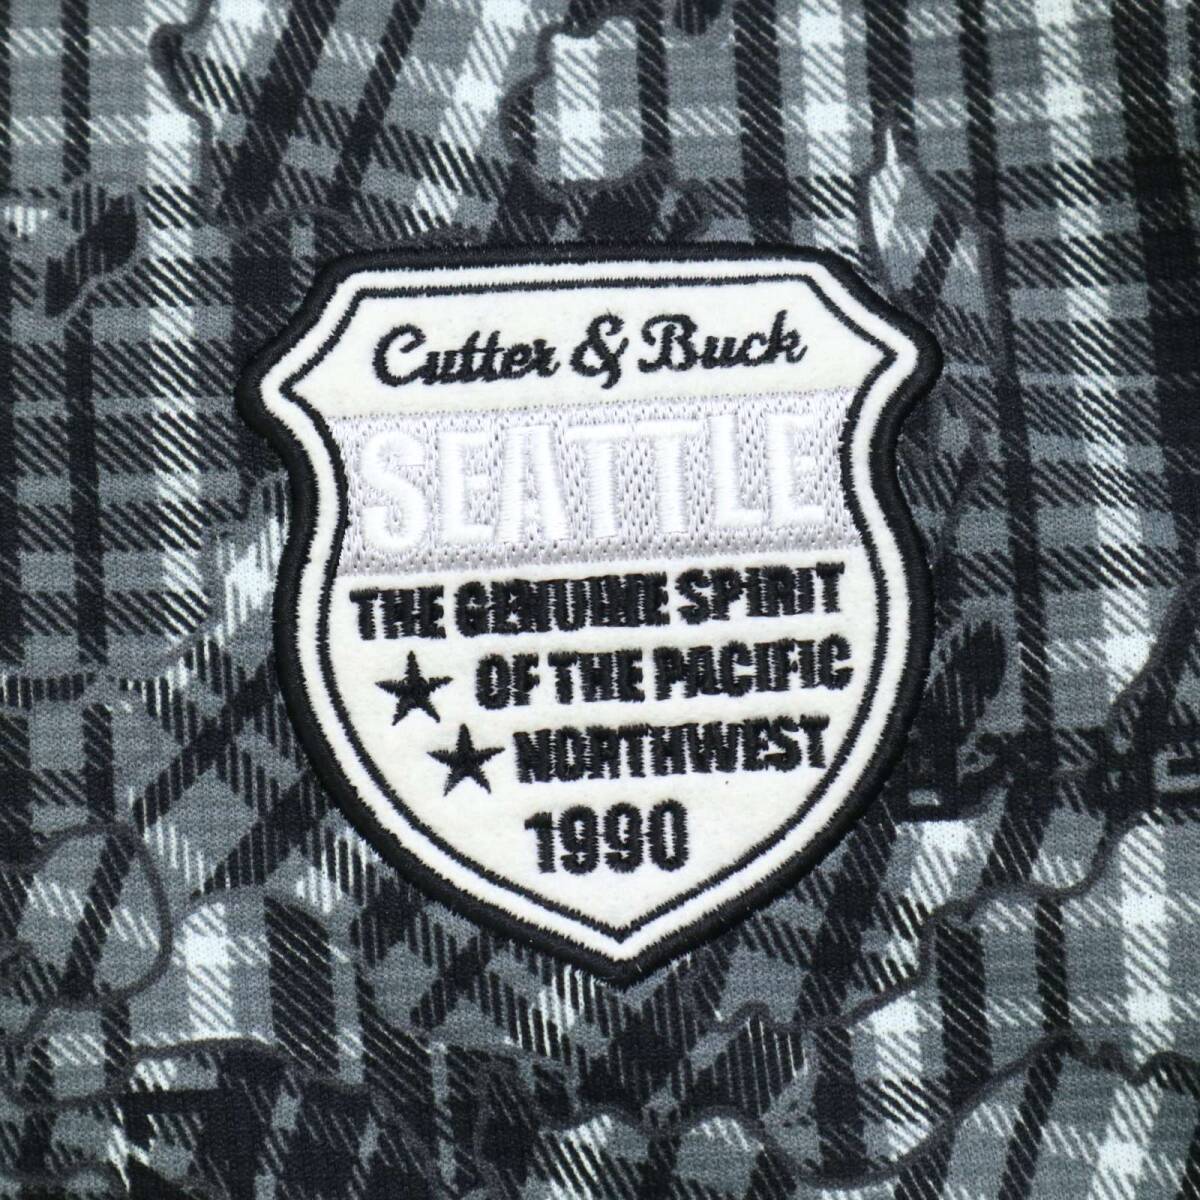 Cutter & Buck
SEATTLE
THE GENUINE SPIRIT
OF THE PACIFIC
NORTHWEST
1990